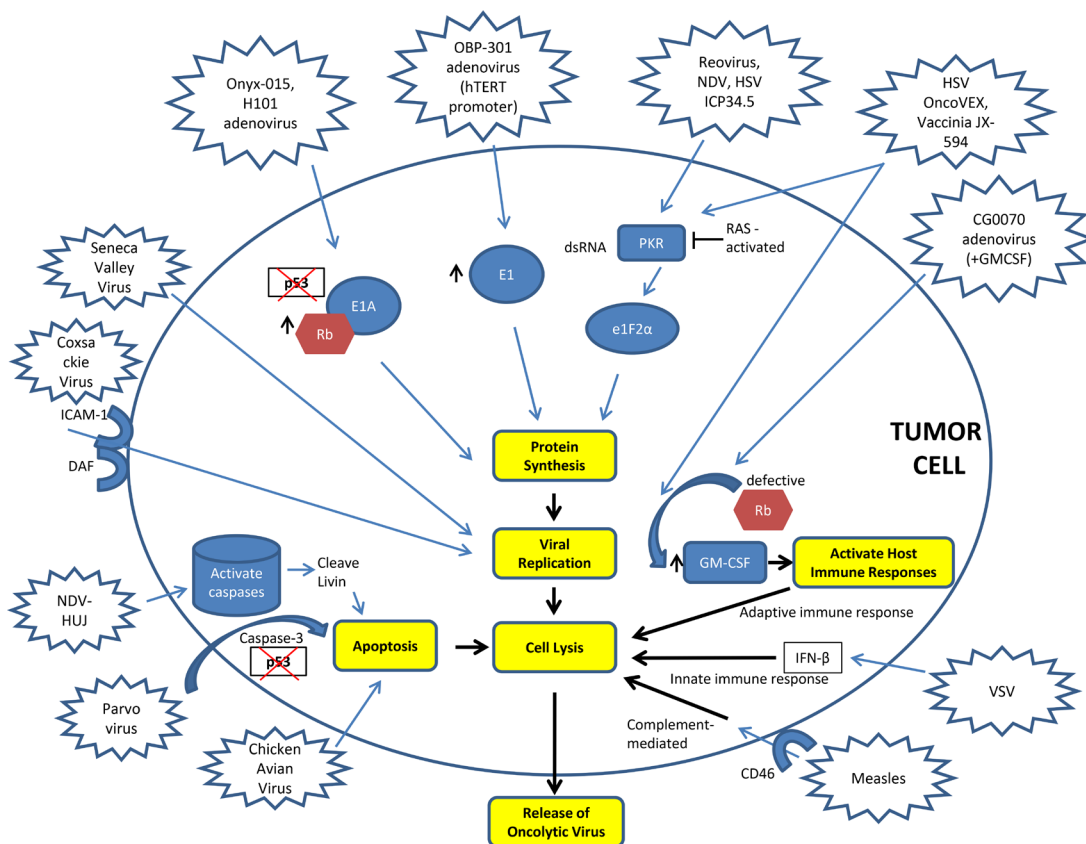 Onyx-015,
H101
adenovirus
OBP-301
adenovirus
(hTERT
promoter)
Reovirus,
NDV, HSV
ICP34.5
HSV
OncoVEX,
Vaccinia JX-
594
CG0070
adenovirus
(+GMCSF)
Seneca
Valley
Virus
Coxsa
ckie
Virus
ICAM-1
DAF
p53
E1A
Rb
E1
dsRNA
PKR
RAS -
activated
e1F2α
TUMOR
CELL
Protein
Synthesis
Viral
Replication
defective
Rb
GM-CSF
Activate Host
Immune Responses
Adaptive immune response
Activate
caspases
Cleave
Livin
NDV-
HUJ
Caspase-3
p53
Apoptosis
Cell Lysis
IFN-β
Innate immune response
VSV
Parvo
virus
Chicken
Avian
Virus
Complement-
mediated
CD46
Measles
Release of
Oncolytic Virus